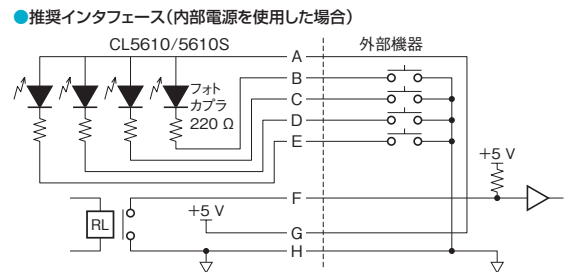 ●推奨インタフェース(内部電源を使用した場合)
CL5610/5610S
外部機器
A
B
フォト
カプラ
220 Ω
C
D
E
+5 V
F
RL
+5 V
G
H